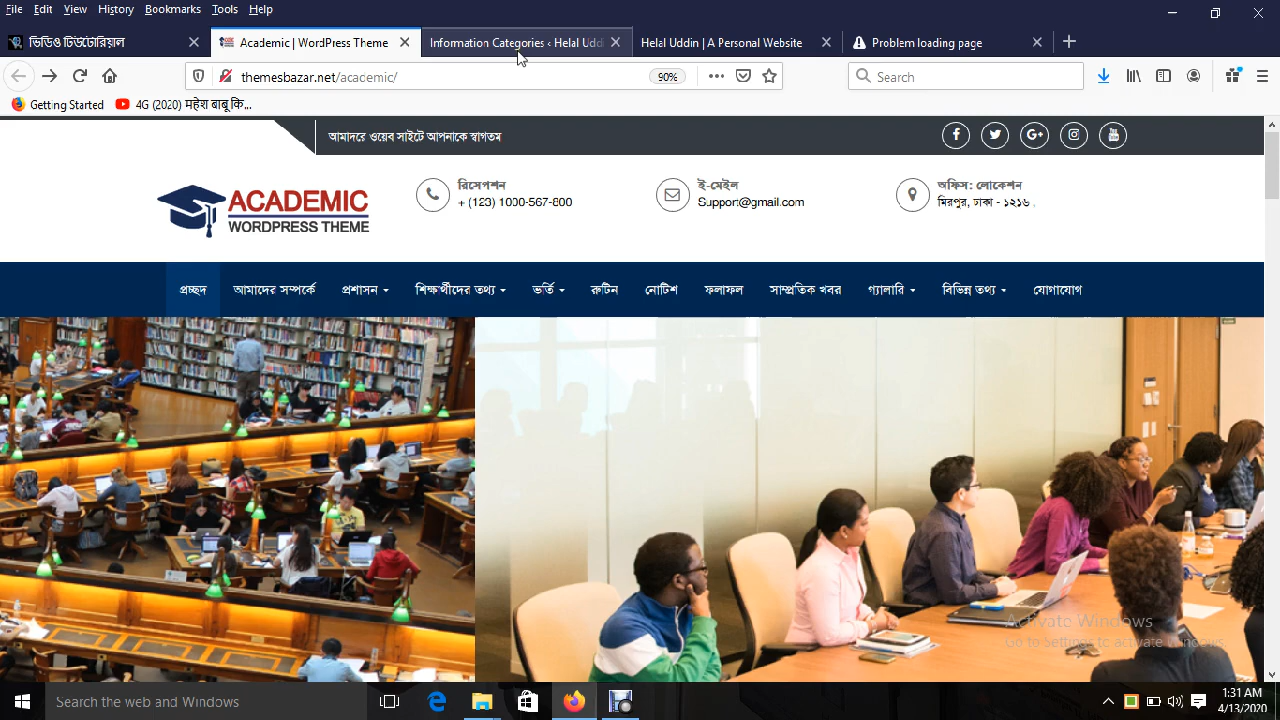 File Edit View History Bookmarks Tools Help
ভিডিও টিউটোরিয়াল
Academic | WordPress Theme
Information Categories ‹ Helal Uddi
Helal Uddin | A Personal Website
Problem loading page
themesbazar.net/academic/
90%
Search
Getting Started
4G (2020) महेश बाबू कि...
আমাদরে ওয়েব সাইটে আপনাকে স্বাগতম
ACADEMIC
WORDPRESS THEME
রিসেপশন
+ (123) 1000-567-800
ই-মেইল
Support@gmail.com
অফিস: লোকেশন
মিরপুর, ঢাকা - ১২১৬ .
প্রচ্ছদ আমাদের সম্পর্কে প্রশাসন শিক্ষার্থীদের তথ্য ভর্তি রুটিন নোটিশ ফলাফল সাম্প্রতিক খবর গ্যালারি বিভিন্ন তথ্য যোগাযোগ
Activate Windows
Go to Settings to activate Windows.
Search the web and Windows
1:31 AM
4/13/2020